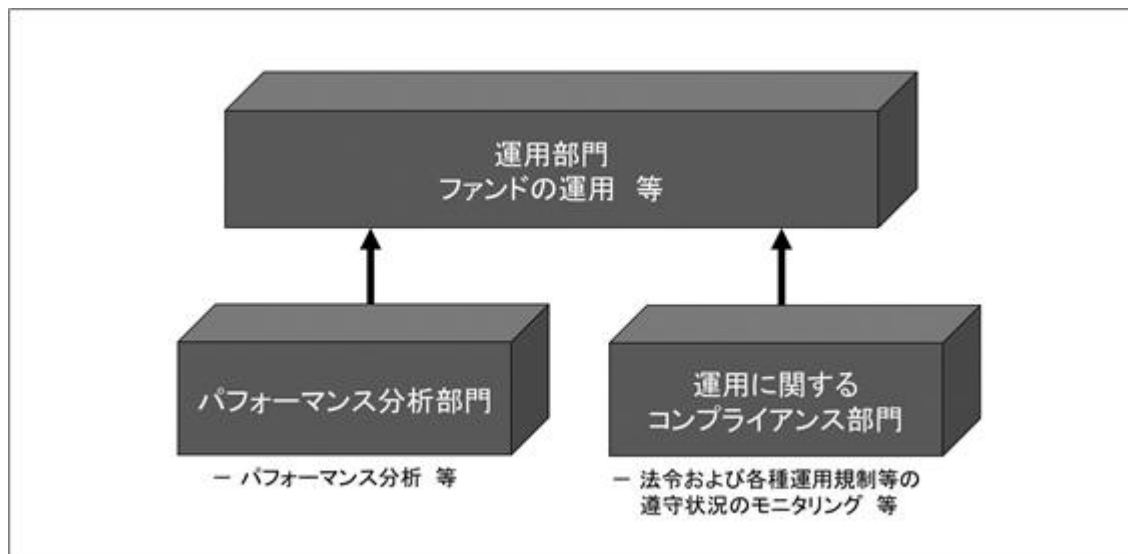 運用部門
ファンドの運用 等
パフォーマンス分析部門
－ パフォーマンス分析 等
運用に関する
コンプライアンス部門
－ 法令および各種運用規制等の
遵守状況のモニタリング 等